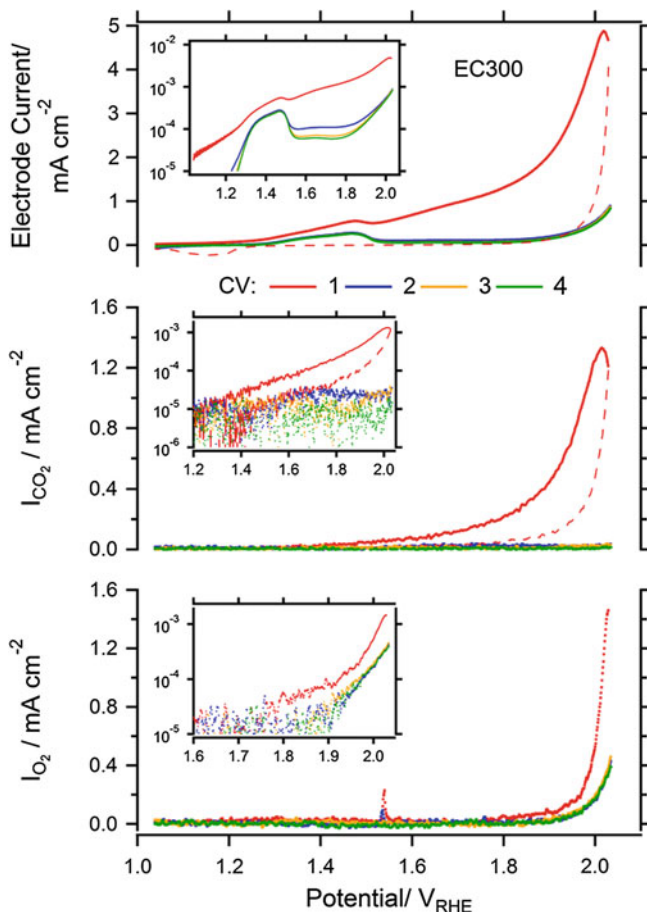 Electrode Current/
mA cm-2
5
4
3
2
1
0
EC300
10-2
10-3
10-4
10-5
1.2 1.4 1.6 1.8 2.0
CV: 1 2 3 4
ICO2 / mA cm-2
1.6
1.2
0.8
0.4
0.0
10-3
10-4
10-5
10-6
1.2 1.4 1.6 1.8 2.0
IO2 / mA cm-2
1.6
1.2
0.8
0.4
0.0
10-3
10-4
10-5
1.6 1.7 1.8 1.9 2.0
1.0 1.2 1.4 1.6 1.8 2.0
Potential/ VRHE